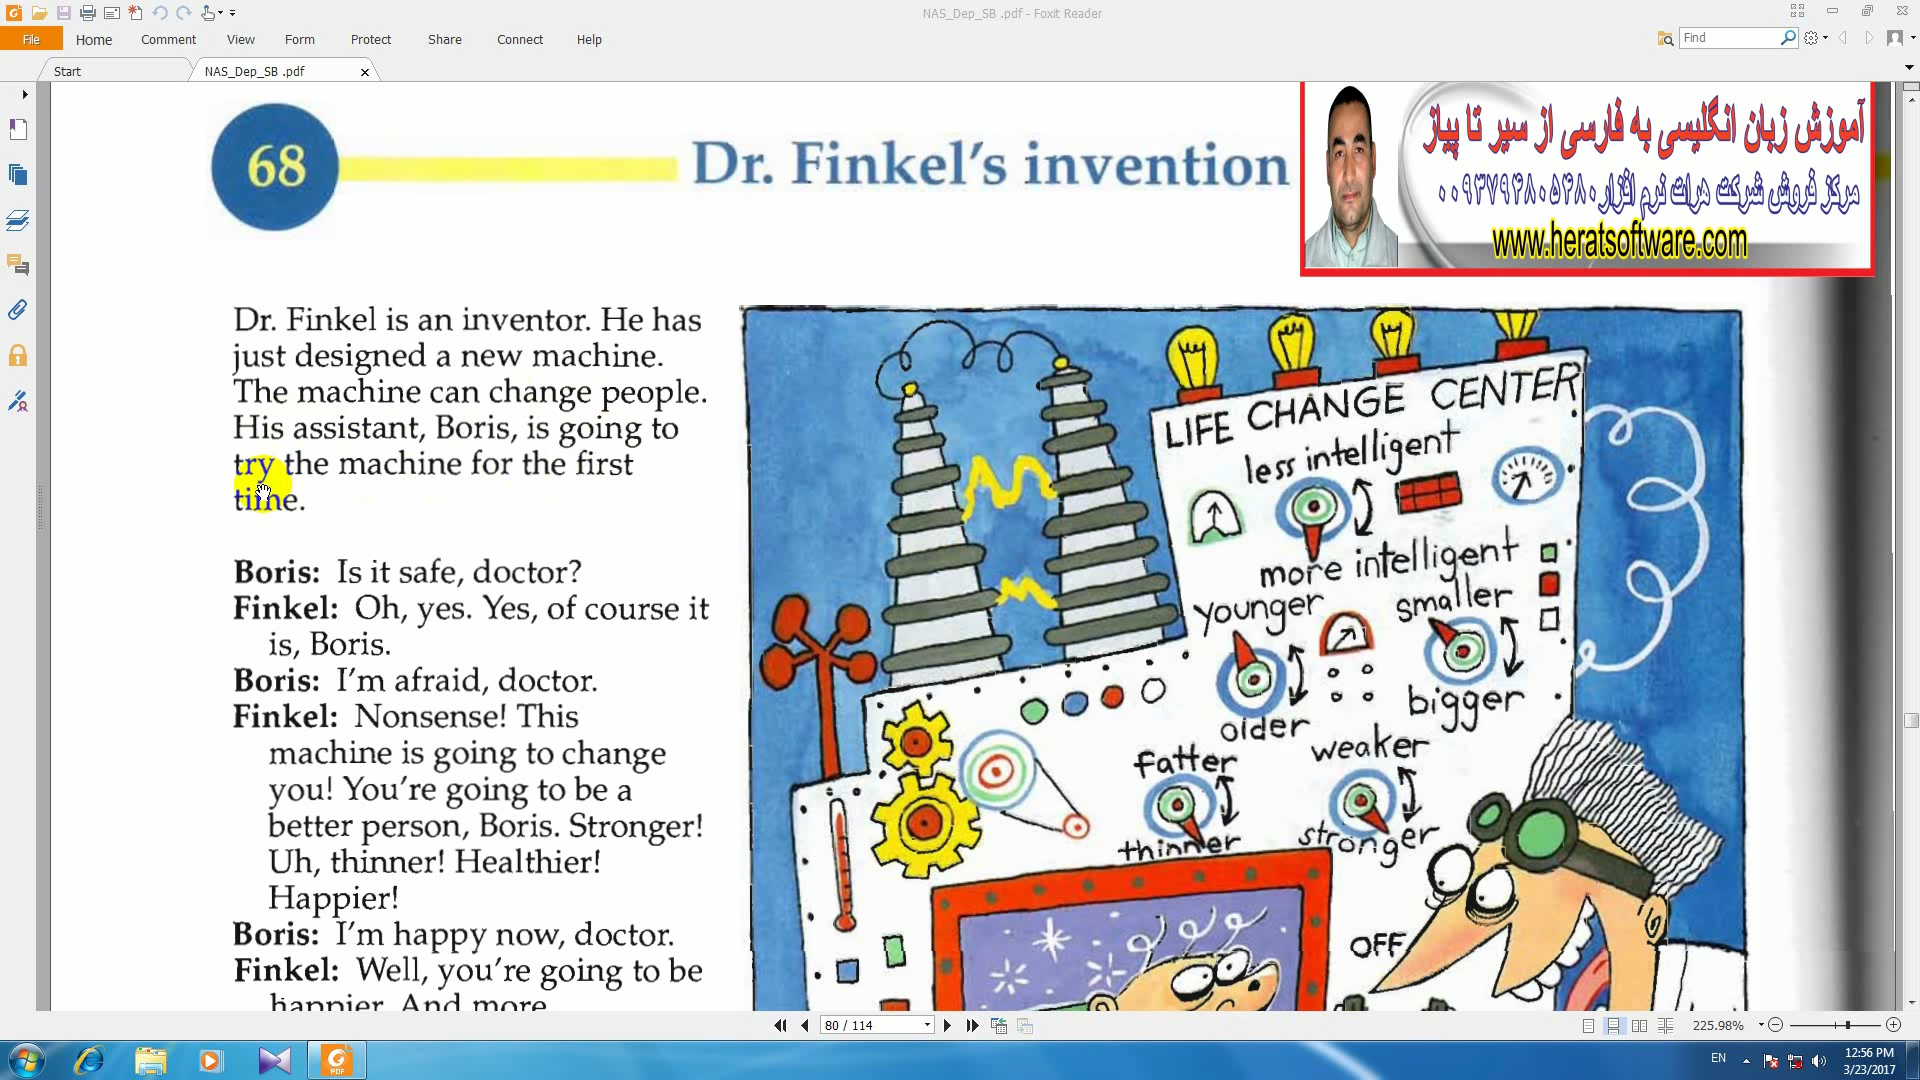 NAS_Dep_SB .pdf - Foxit Reader
File Home Comment View Form Protect Share Connect Help
Find
Start
NAS_Dep_SB .pdf
68
Dr. Finkel's invention
آموزش زبان انگلیسی به فارسی از سیر تا پیاز
مرکز فروش شرکت هرات نرم افزار ۰۰۹۳۷۹۴۸۰۵۴۸۰
www.heratsoftware.com
Dr. Finkel is an inventor. He has
just designed a new machine.
The machine can change people.
His assistant, Boris, is going to
try the machine for the first
time.
Boris: Is it safe, doctor?
Finkel: Oh, yes. Yes, of course it
is, Boris.
Boris: I'm afraid, doctor.
Finkel: Nonsense! This
machine is going to change
you! You're going to be a
better person, Boris. Stronger!
Uh, thinner! Healthier!
Happier!
Boris: I'm happy now, doctor.
Finkel: Well, you're going to be
happier. And more
LIFE CHANGE CENTER
less intelligent
more intelligent
younger
smaller
older
bigger
fatter
weaker
thinner
stronger
OFF
80 / 114
225.98%
PDF
EN
12:56 PM
3/23/2017